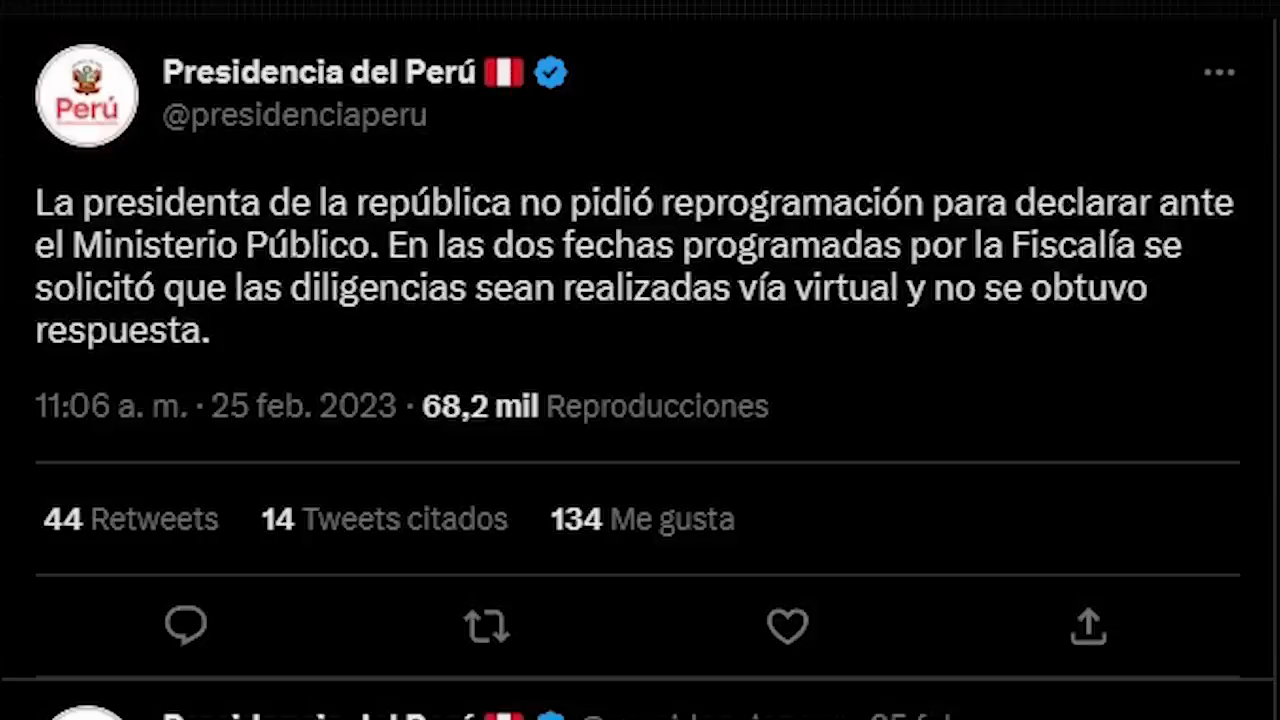 Presidencia del Perú
Perú
@presidenciaperu
La presidenta de la república no pidió reprogramación para declarar ante
el Ministerio Público. En las dos fechas programadas por la Fiscalía se
solicitó que las diligencias sean realizadas vía virtual y no se obtuvo
respuesta.
11:06 a. m. · 25 feb. 2023 · 68,2 mil Reproducciones
44 Retweets 14 Tweets citados 134 Me gusta